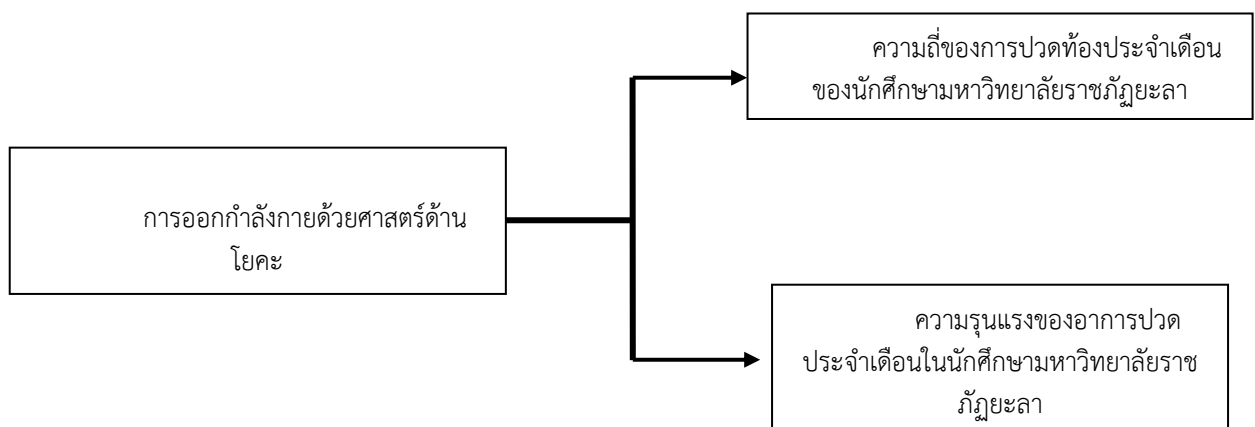 ความถี่ของการปวดท้องประจำเดือน
ของนักศึกษามหาวิทยาลัยราชภัฏยะลา
การออกกำลังกายด้วยศาสตร์ด้าน
โยคะ
ความรุนแรงของอาการปวด
ประจำเดือนในนักศึกษามหาวิทยาลัยราช
ภัฏยะลา